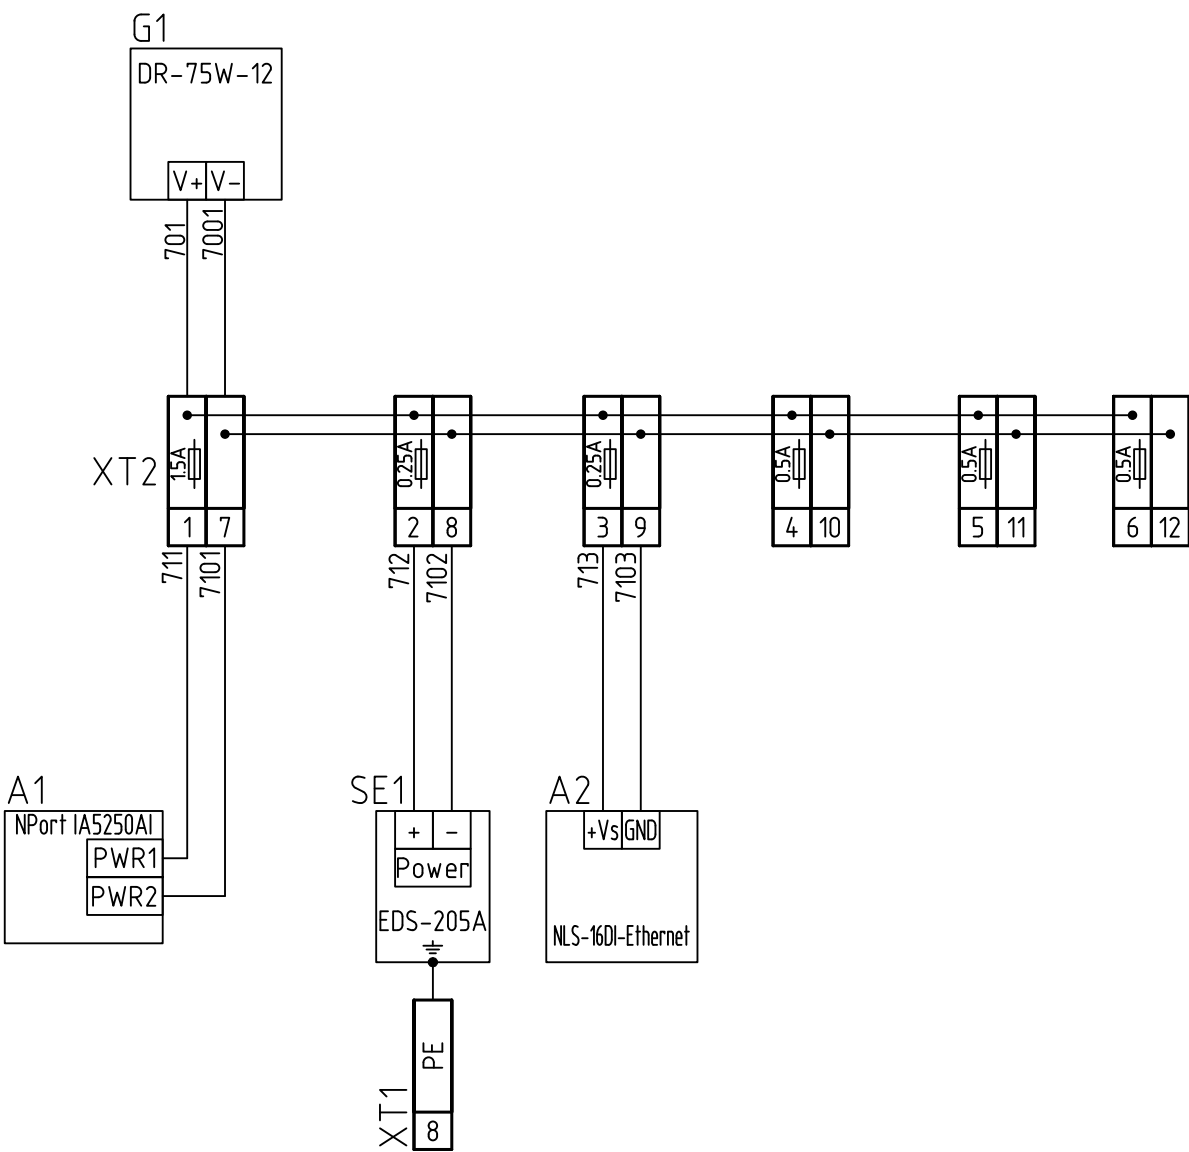 G1
DR-75W-12
V+ V-
701 7001
XT2
1.5A 0.25A 0.25A 0.5A 0.5A 0.5A
1 7 2 8 3 9 4 10 5 11 6 12
711 7101 712 7102 713 7103
A1 SE1 A2
NPort IA5250AI
+ - +Vs GND
PWR1
Power
PWR2
EDS-205A
NLS-16DI-Ethernet
PE
XT1
8